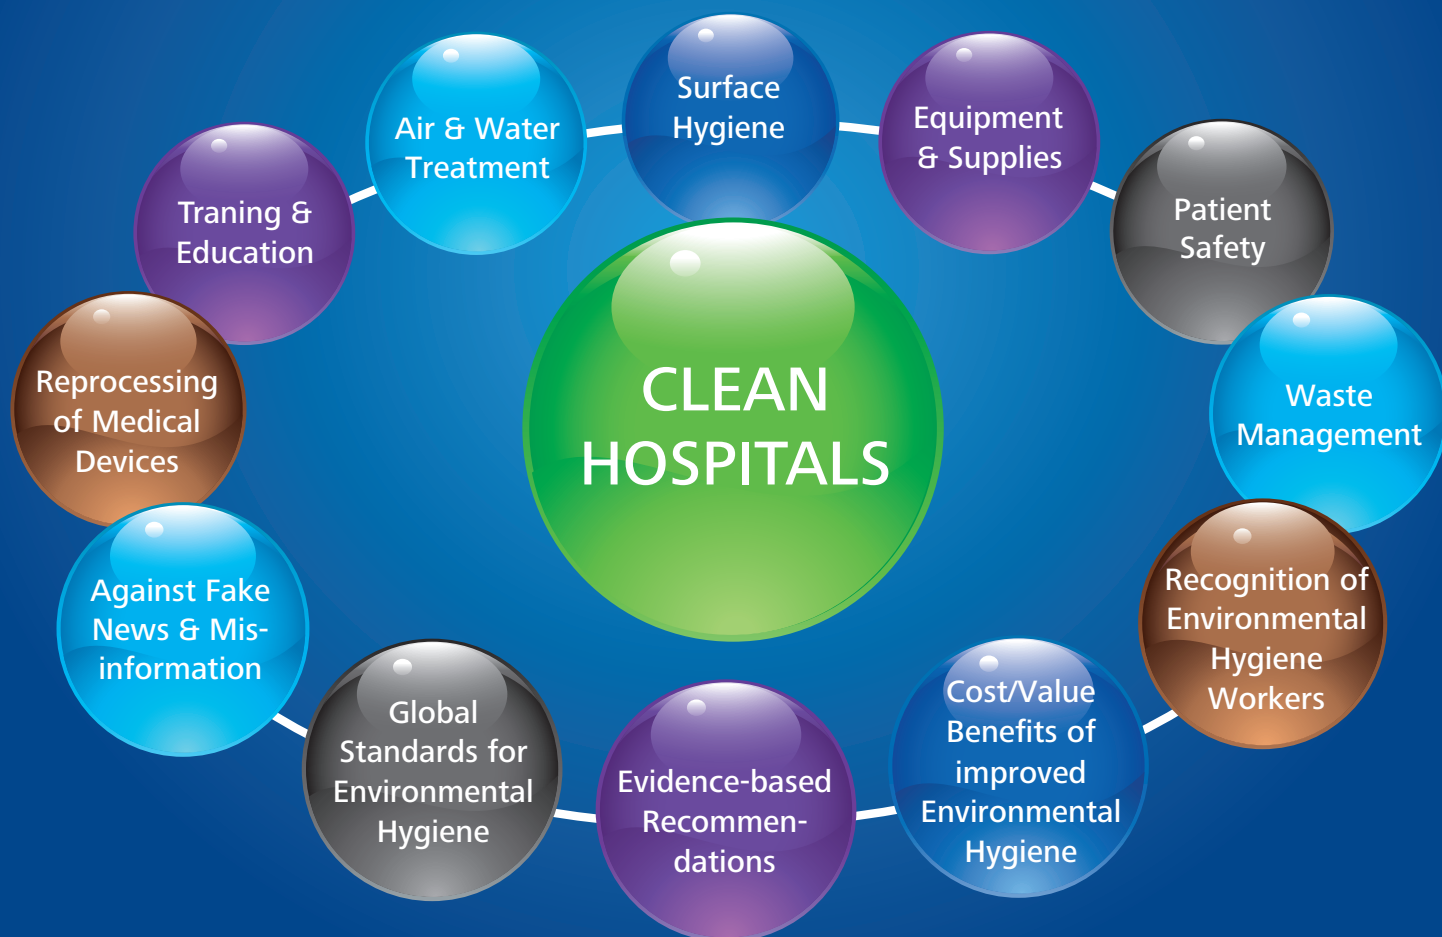 Surface
Hygiene
Equipment
& Supplies
Patient
Safety
Waste
Management
Recognition of
Environmental
Hygiene
Workers
Cost/Value
Benefits of
improved
Environmental
Hygiene
Evidence-based
Recommen-
dations
Global
Standards for
Environmental
Hygiene
Against Fake
News & Mis-
information
Reprocessing
of Medical
Devices
Traning &
Education
Air & Water
Treatment
CLEAN
HOSPITALS